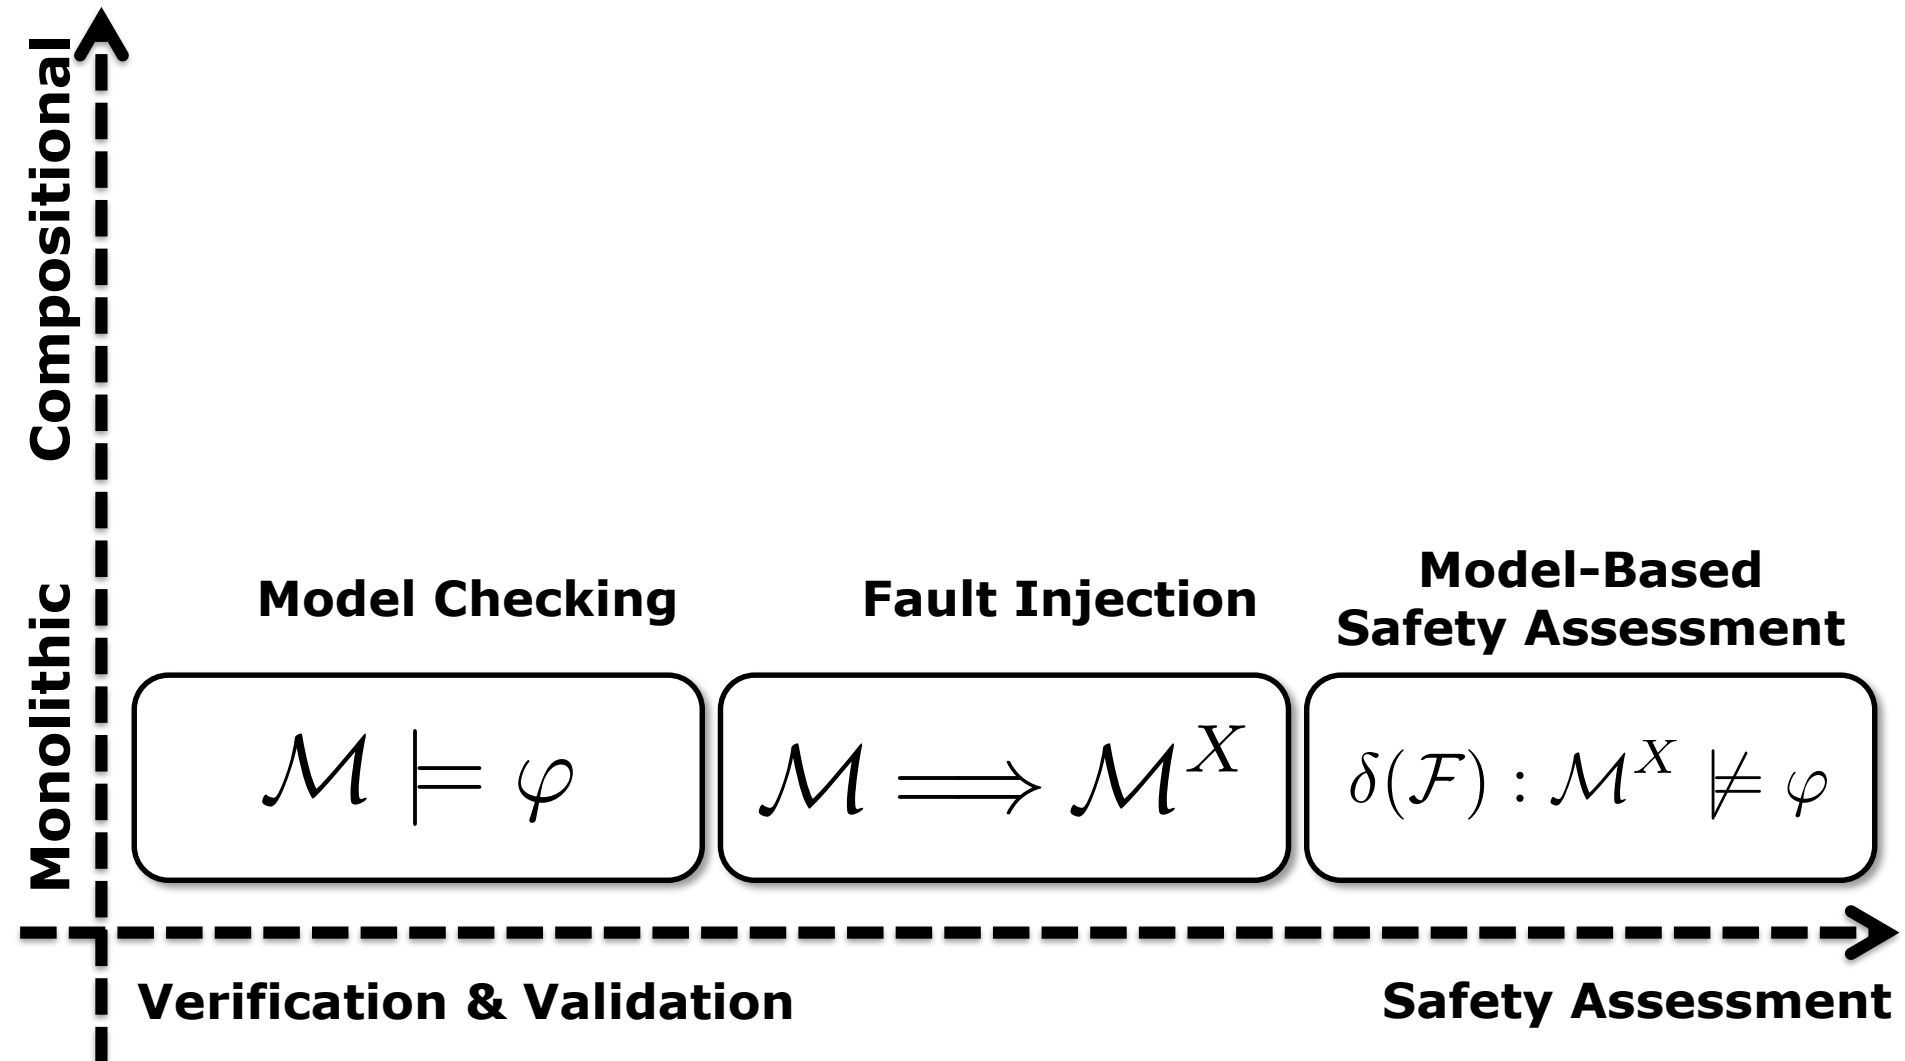 Compositional
Monolithic
Model Checking
Fault Injection
Model-Based
Safety Assessment
ℳ ⊨ φ
ℳ ⟹ ℳ^X
δ(ℱ) : ℳ^X ⊭ φ
Verification & Validation
Safety Assessment